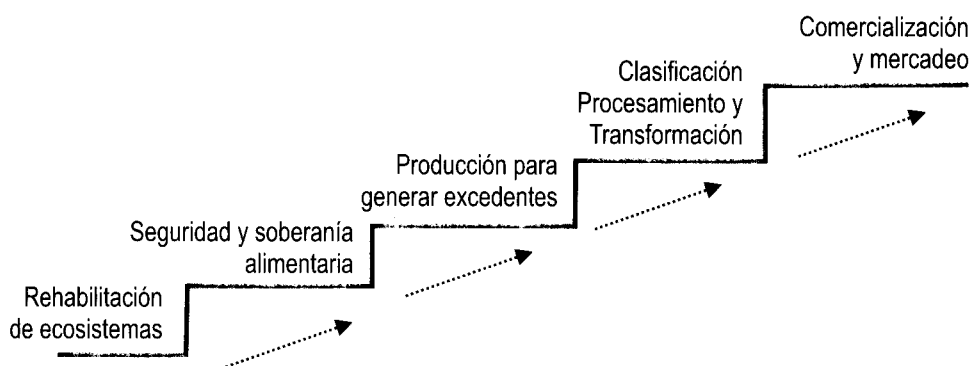 Comercialización
y mercadeo
Clasificación
Procesamiento y
Transformación
Producción para
generar excedentes
Seguridad y soberanía
alimentaria
Rehabilitación
de ecosistemas